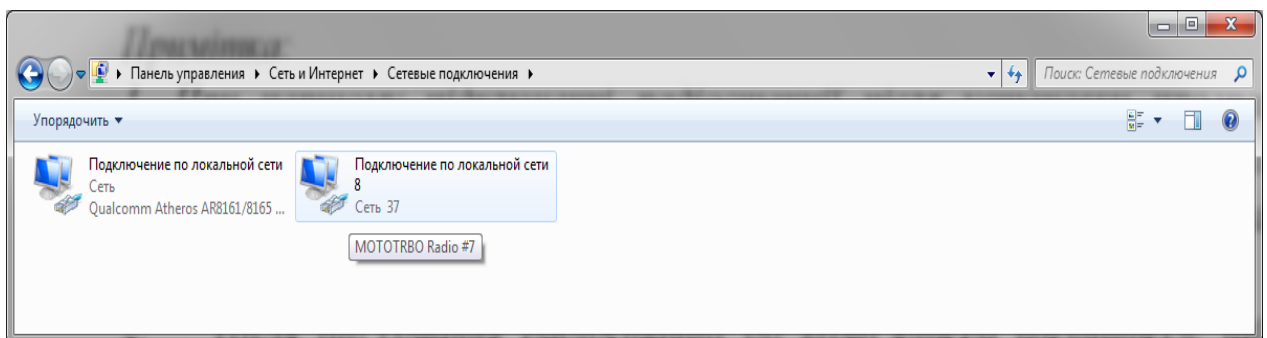 Примітка:
Панель управления ▸ Сеть и Интернет ▸ Сетевые подключения ▸
Поиск: Сетевые подключения
Упорядочить ▼
Подключение по локальной сети
Сеть
Qualcomm Atheros AR8161/8165 ...
Подключение по локальной сети
8
Сеть 37
MOTOTRBO Radio #7